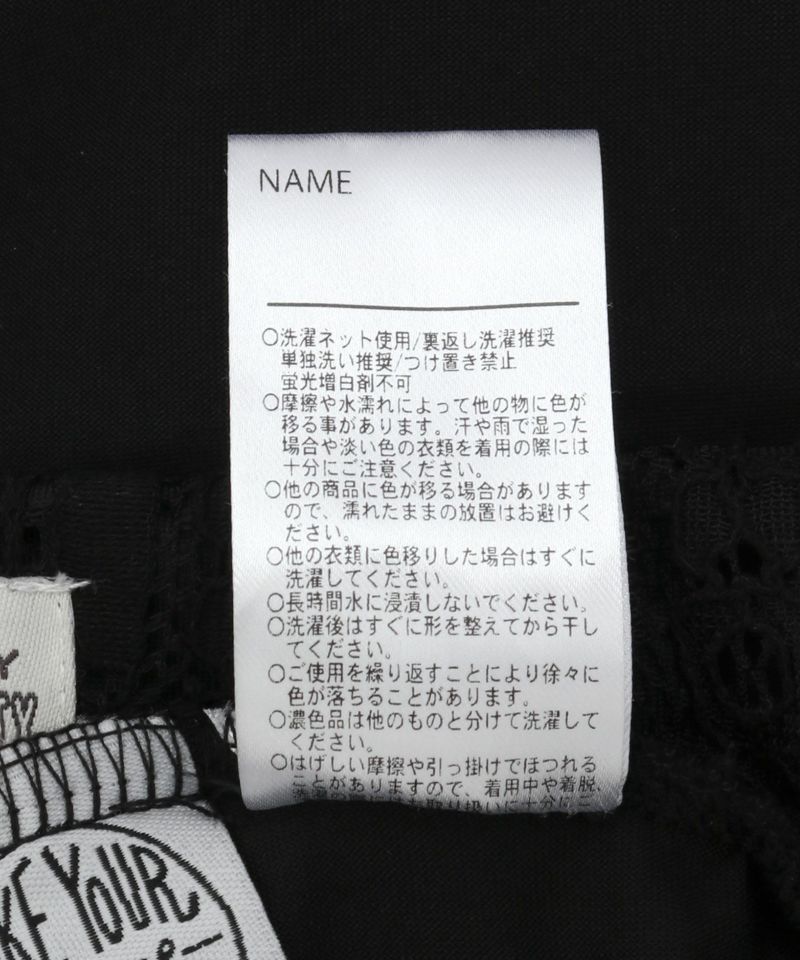 NAME
○洗濯ネット使用/裏返し洗濯推奨
単独洗い推奨/つけ置き禁止
蛍光増白剤不可
○摩擦や水濡れによって他の物に色が
移る事があります。汗や雨で湿った
場合や淡い色の衣類を着用の際には
十分にご注意ください。
○他の商品に色が移る場合があります
ので、濡れたままの放置はお避けく
ださい。
○他の衣類に色移りした場合はすぐに
洗濯してください。
○長時間水に浸漬しないでください。
○洗濯後はすぐに形を整えてから干し
てください。
○ご使用を繰り返すことにより徐々に
色が落ちることがあります。
○濃色品は他のものと分けて洗濯して
ください。
○はげしい摩擦や引っ掛けでほつれる
ことがありますので、着用中や着脱、
YOUR